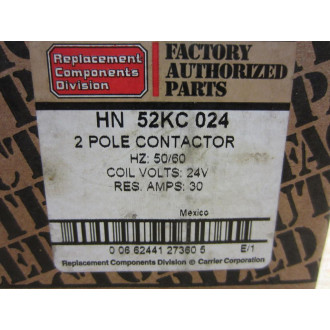 Replacement
Components
Division
FACTORY
AUTHORIZED
PARTS
HN 52KC 024
2 POLE CONTACTOR
HZ: 50/60
COIL VOLTS: 24V
RES. AMPS: 30
Mexico
0 06 62441 27360 5
E/1
Replacement Components Division © Carrier Corporation